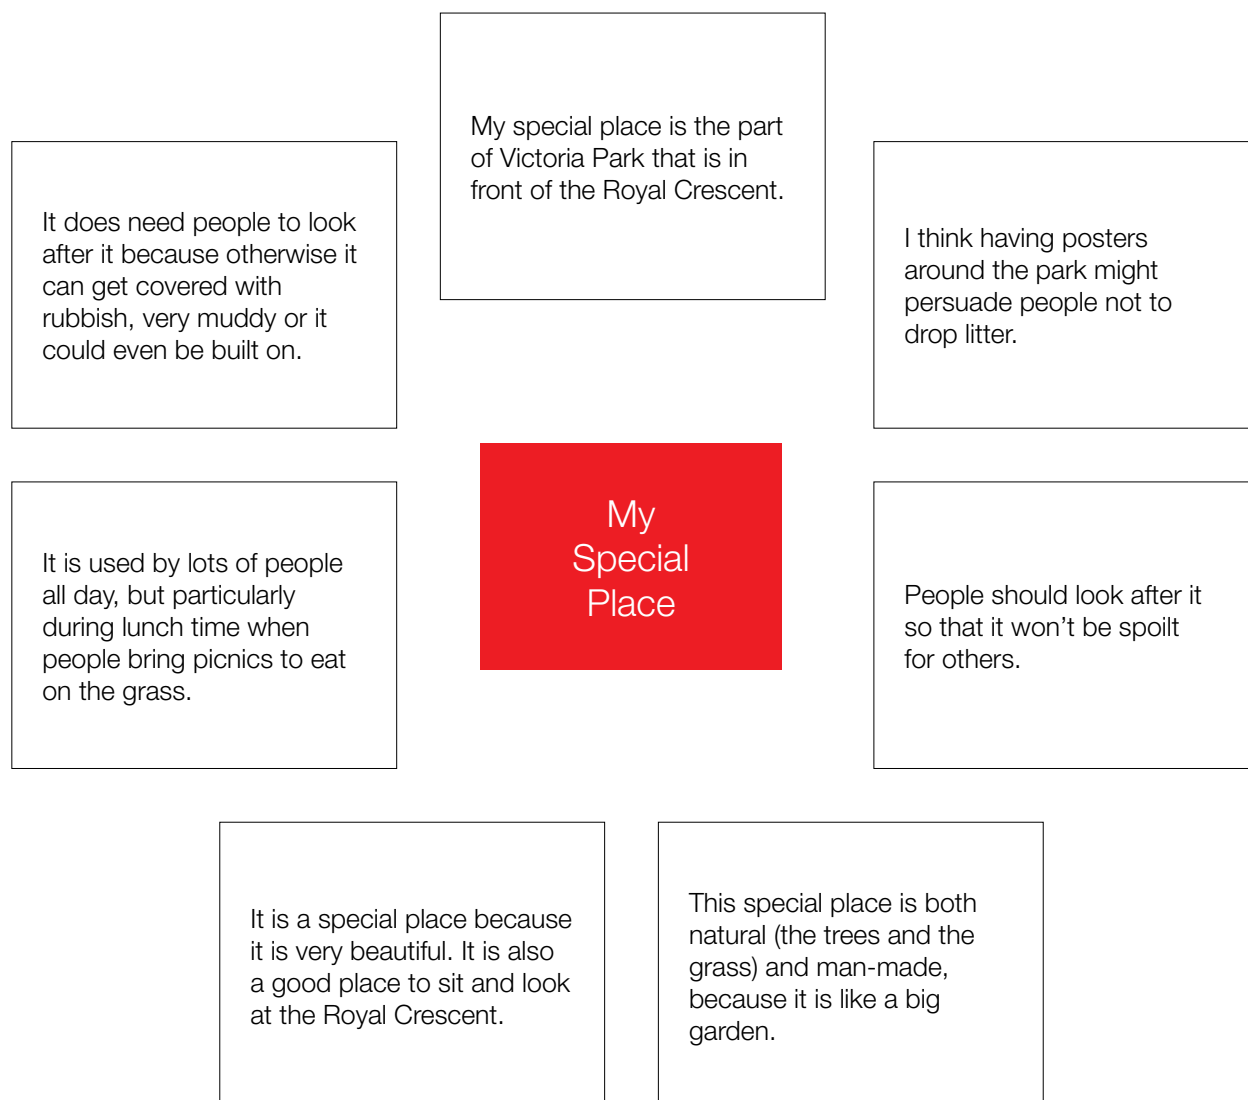 My special place is the part
of Victoria Park that is in
front of the Royal Crescent.
It does need people to look
after it because otherwise it
can get covered with
rubbish, very muddy or it
could even be built on.
I think having posters
around the park might
persuade people not to
drop litter.
My
Special
Place
It is used by lots of people
all day, but particularly
during lunch time when
people bring picnics to eat
on the grass.
People should look after it
so that it won’t be spoilt
for others.
It is a special place because
it is very beautiful. It is also
a good place to sit and look
at the Royal Crescent.
This special place is both
natural (the trees and the
grass) and man-made,
because it is like a big
garden.